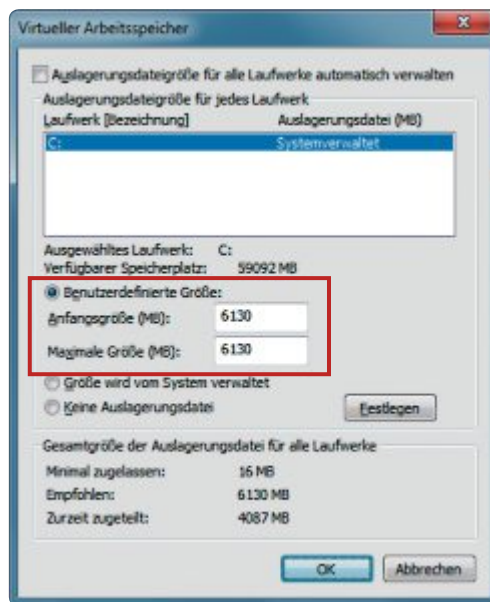 Virtueller Arbeitsspeicher
Auslagerungsdateigröße für alle Laufwerke automatisch verwalten
Auslagerungsdateigröße für jedes Laufwerk
Laufwerk [Bezeichnung] Auslagerungsdatei (MB)
C: Systemverwaltet
Ausgewähltes Laufwerk: C:
Verfügbarer Speicherplatz: 59092 MB
Benutzerdefinierte Größe:
Anfangsgröße (MB): 6130
Maximale Größe (MB): 6130
Größe wird vom System verwaltet
Keine Auslagerungsdatei Festlegen
Gesamtgröße der Auslagerungsdatei für alle Laufwerke
Minimal zugelassen: 16 MB
Empfohlen: 6130 MB
Zurzeit zugeteilt: 4087 MB
OK Abbrechen